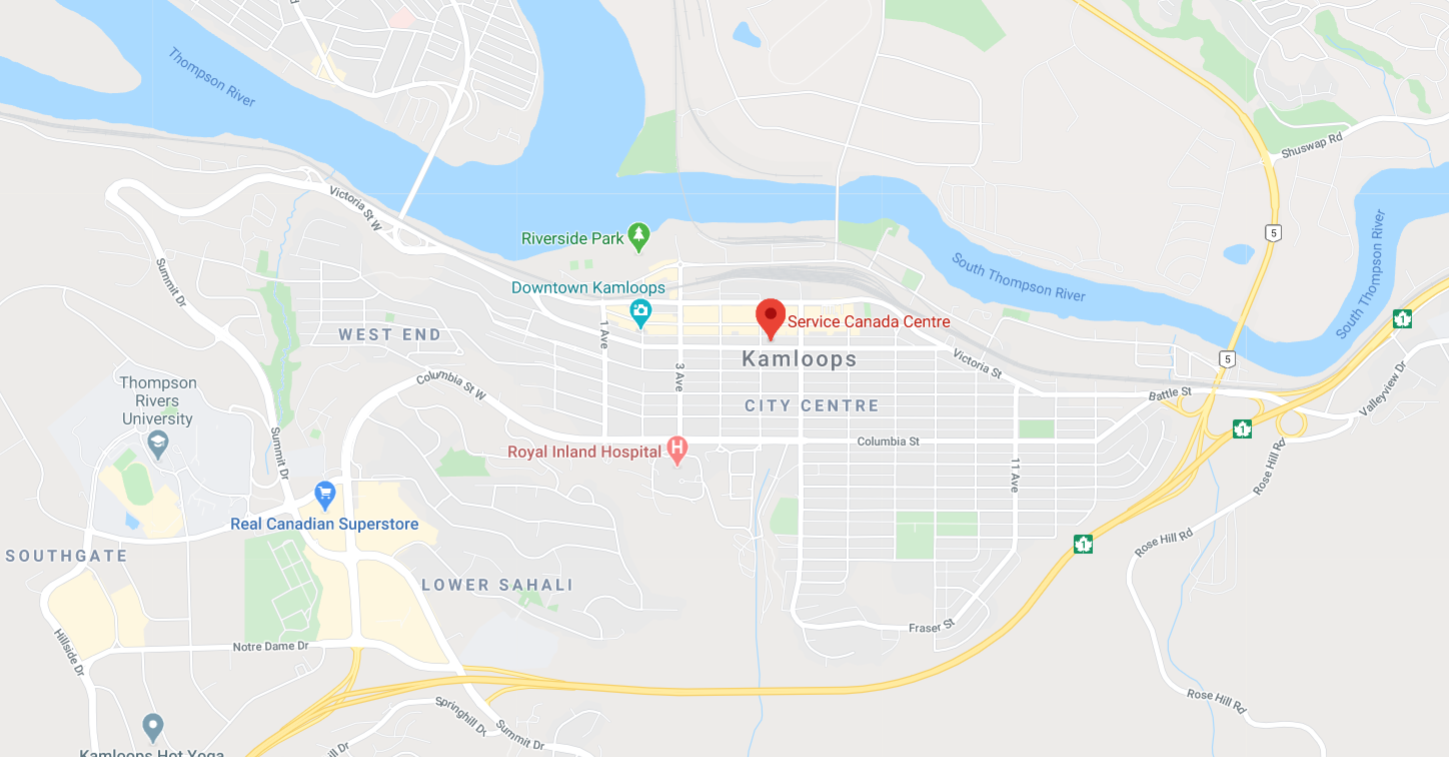 Thompson River
Shuswap Rd
Victoria St W
5
Riverside Park
South Thompson River
South Thompson River
Summit Dr
Downtown Kamloops
1
Service Canada Centre
WEST END
1 Ave
Kamloops
5
Victoria St
3 Ave
Columbia St W
Battle St
Valleyview Dr
Thompson
Rivers
University
CITY CENTRE
1
Summit Dr
Royal Inland Hospital
H
Columbia St
11 Ave
Rose Hill Rd
Real Canadian Superstore
SOUTHGATE
1
Rose Hill Rd
LOWER SAHALI
Fraser St
Hillside Dr
Notre Dame Dr
Rose Hill Rd
Springhill Dr
Summit Dr
Kamloops Hot Yoga